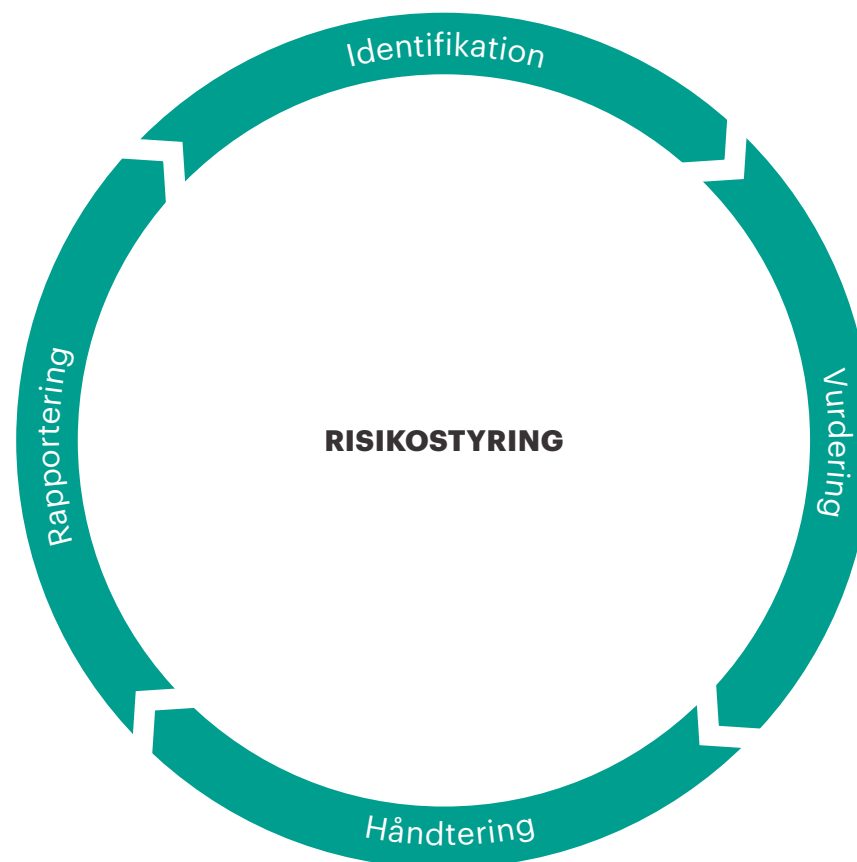 Identifikation
Vurdering
Håndtering
Rapportering
RISIKOSTYRING